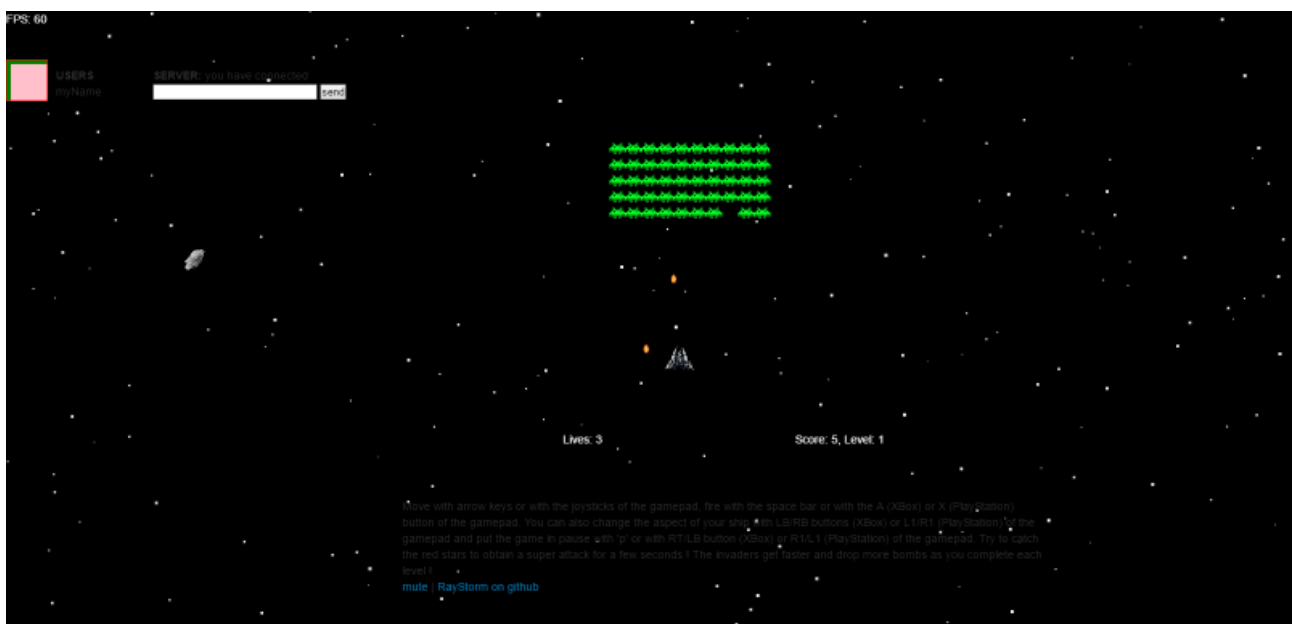 FPS: 60
USERS
myName
SERVER: you have connected
send
Lives: 3
Score: 5, Level: 1
Move with arrow keys or with the joysticks of the gamepad, fire with the space bar or with the A (XBox) or X (PlayStation)
button of the gamepad. You can also change the aspect of your ship with LB/RB buttons (XBox) or L1/R1 (PlayStation) of the
gamepad and put the game in pause with 'p' or with RT/LB button (XBox) or R1/L1 (PlayStation) of the gamepad. Try to catch
the red stars to obtain a super attack for a few seconds ! The invaders get faster and drop more bombs as you complete each
level !
mute | RayStorm on github